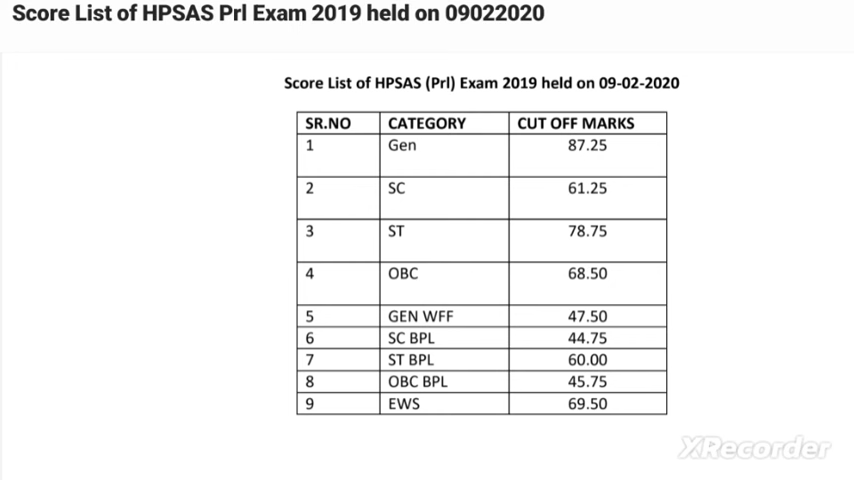 Score List of HPSAS Prl Exam 2019 held on 09022020
Score List of HPSAS (Prl) Exam 2019 held on 09-02-2020
SR.NO CATEGORY CUT OFF MARKS
1 Gen 87.25
2 SC 61.25
3 ST 78.75
4 OBC 68.50
5 GEN WFF 47.50
6 SC BPL 44.75
7 ST BPL 60.00
8 OBC BPL 45.75
9 EWS 69.50
XRecorder